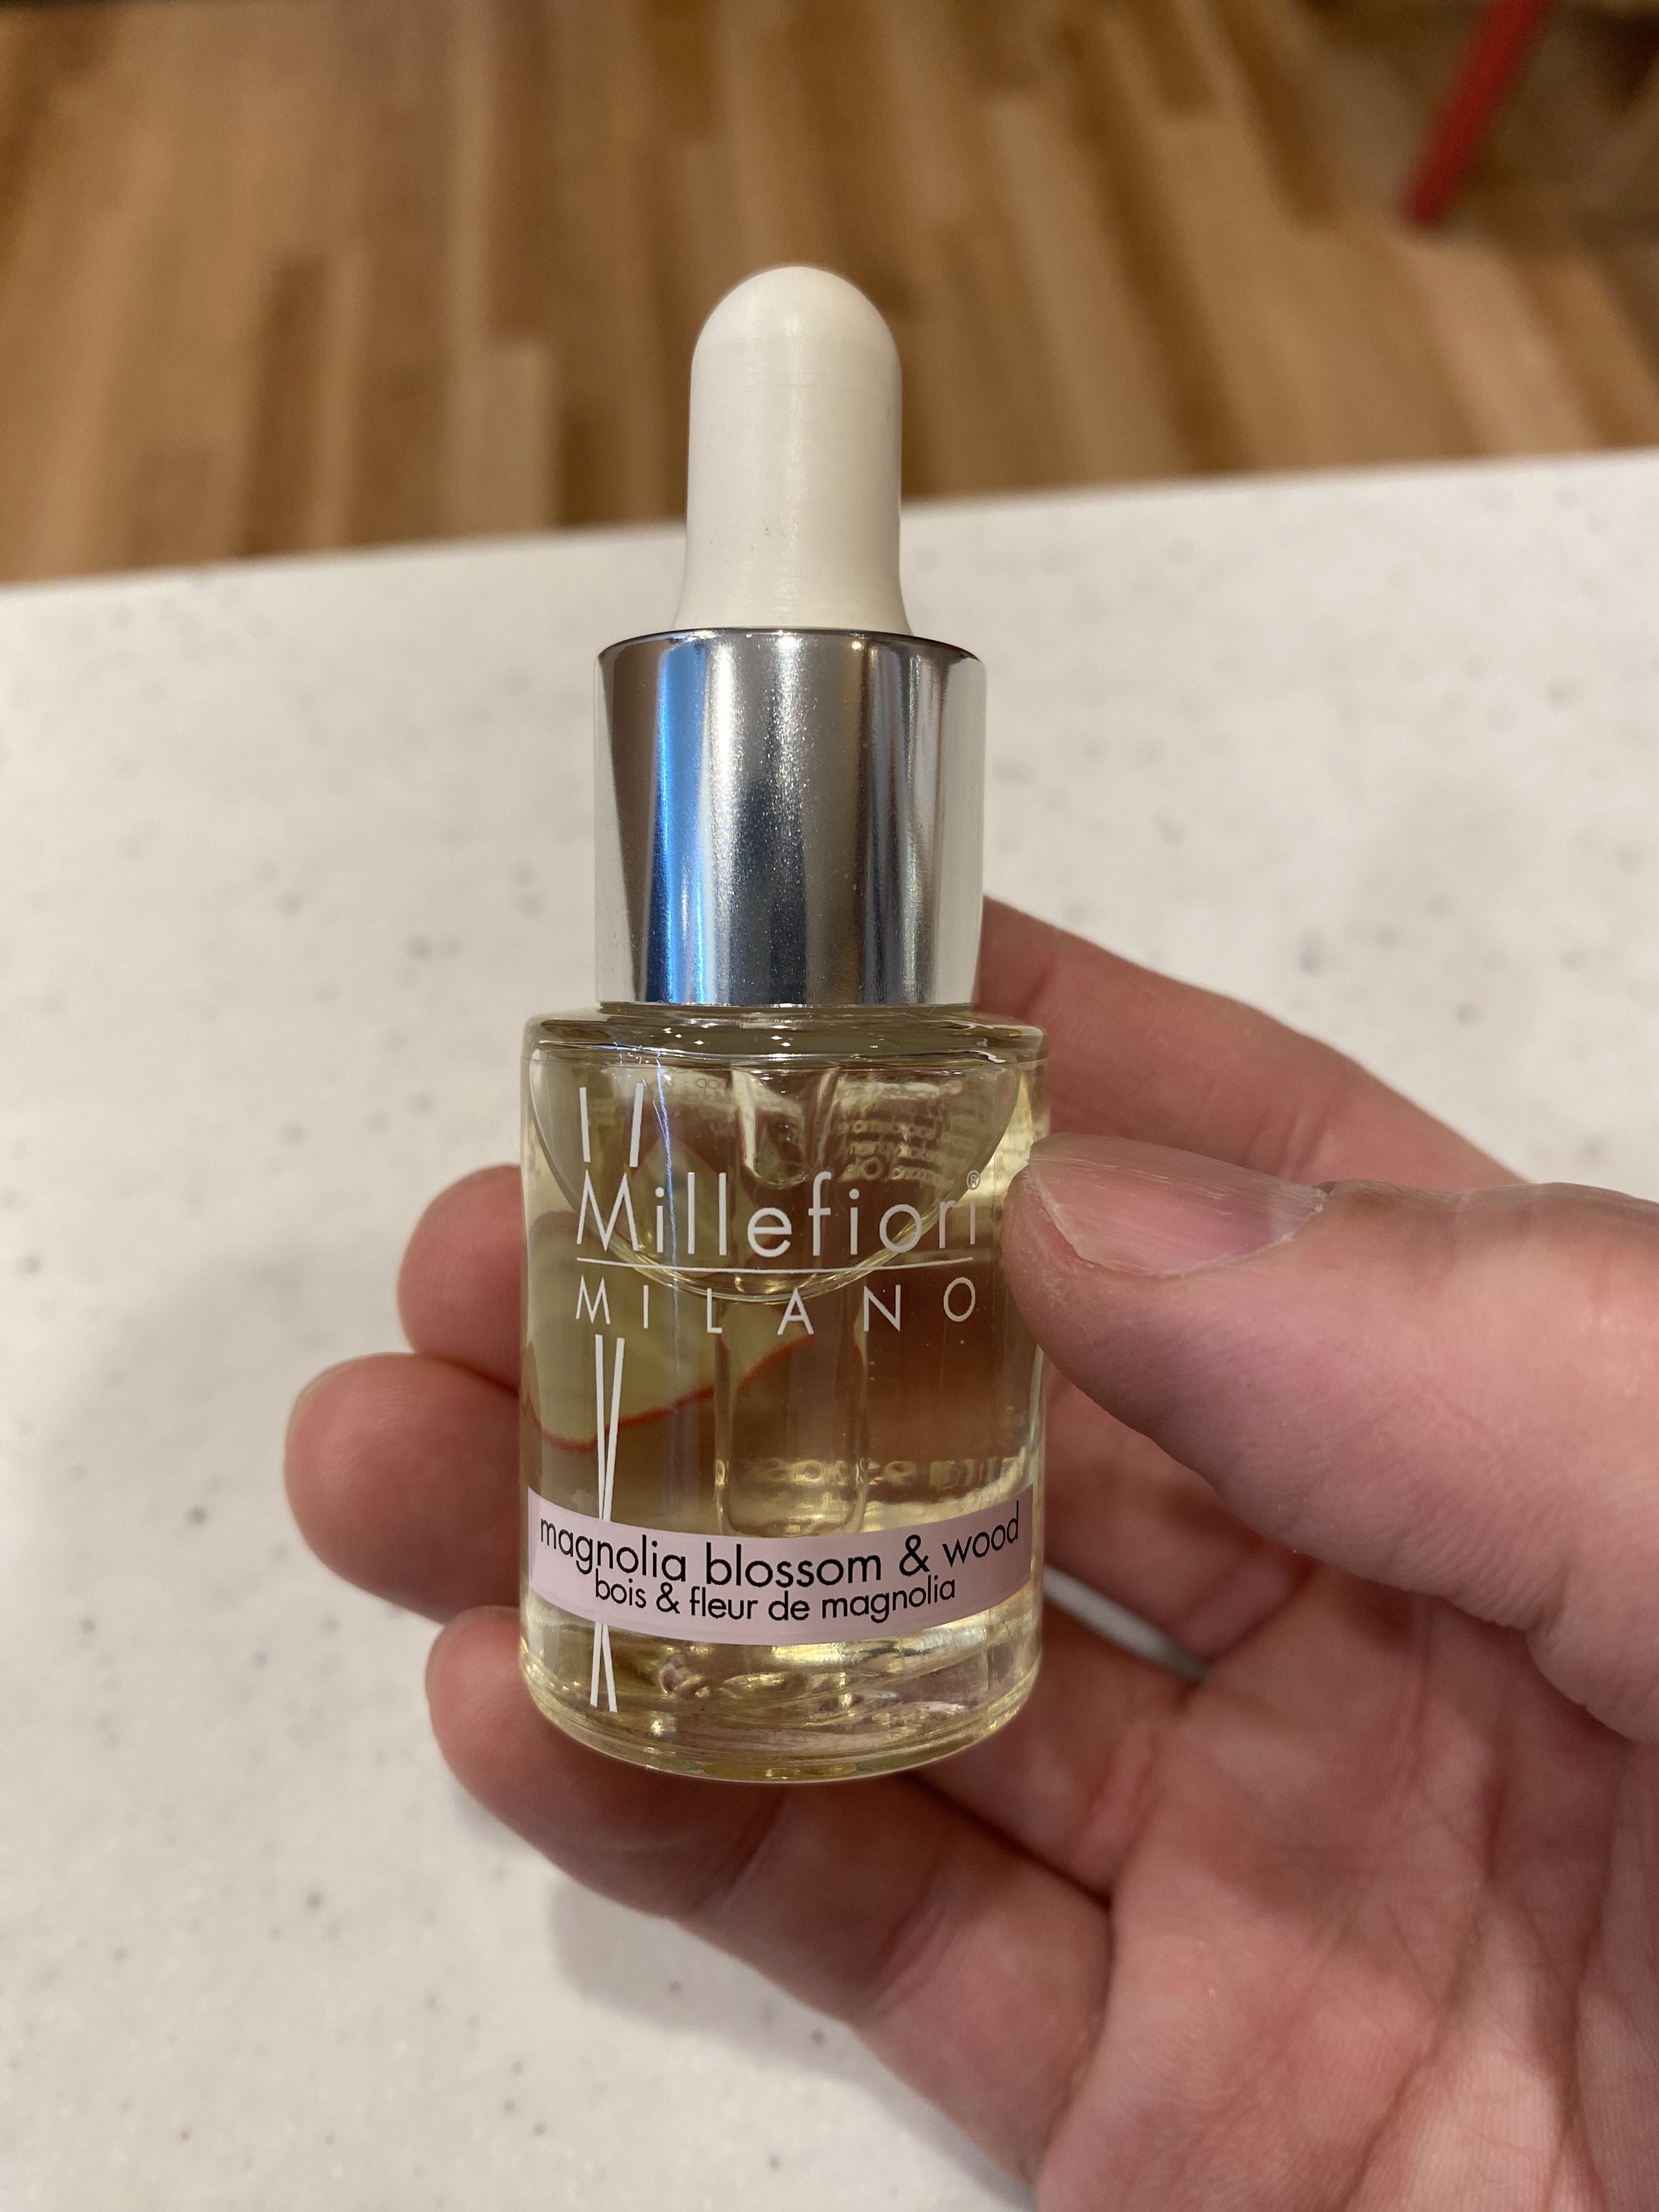 Millefiori®
MILANO
magnolia blossom & wood
bois & fleur de magnolia